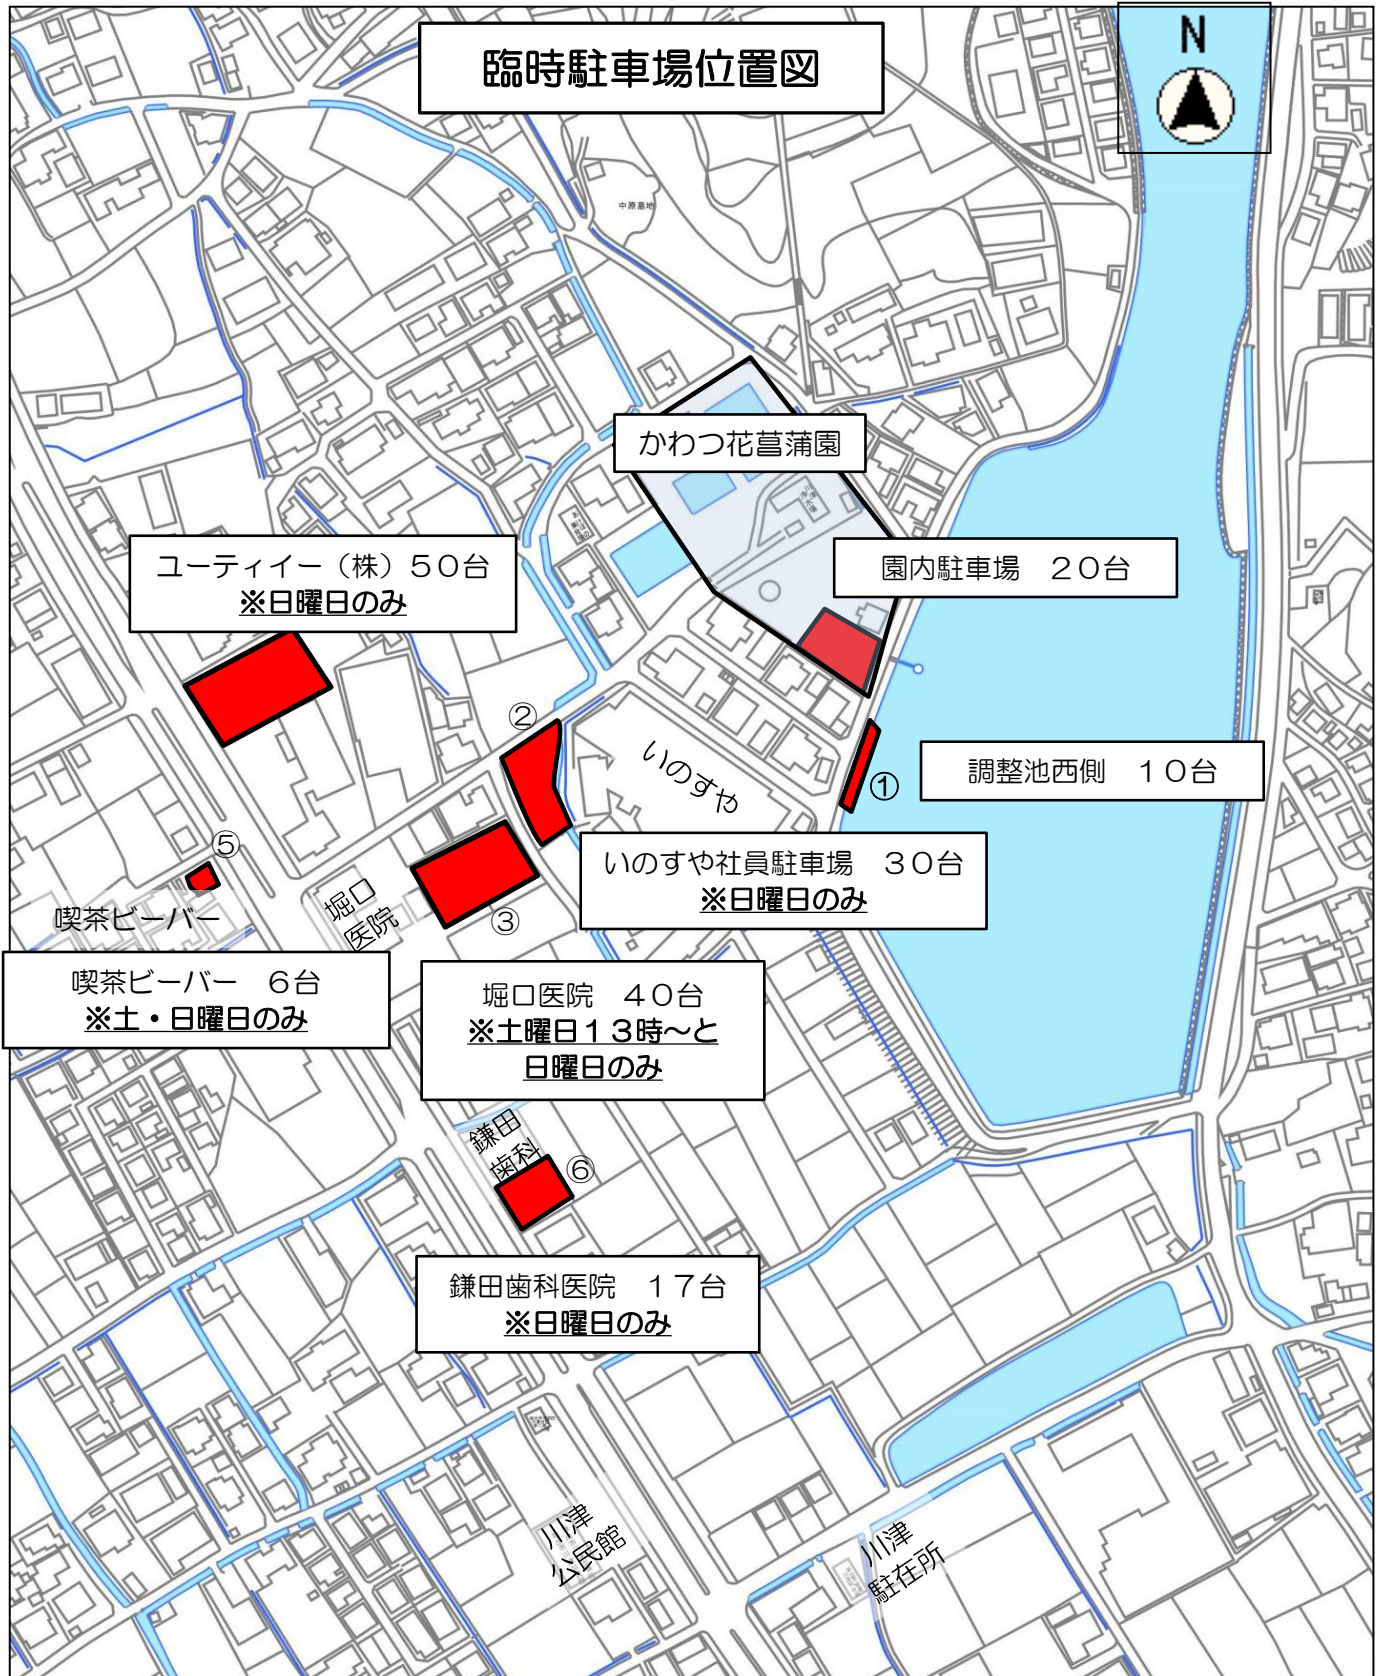 臨時駐車場位置図
N
中原墓地
かわつ花菖蒲園
ユーティイー（株）５０台
※日曜日のみ
園内駐車場　２０台
②
いのすや
調整池西側　１０台
①
⑤
いのすや社員駐車場　３０台
※日曜日のみ
喫茶ビーバー
堀口
医院
③
喫茶ビーバー　６台
※土・日曜日のみ
堀口医院　４０台
※土曜日１３時～と
日曜日のみ
鎌田
歯科
⑥
鎌田歯科医院　１７台
※日曜日のみ
川津
公民館
川津
駐在所